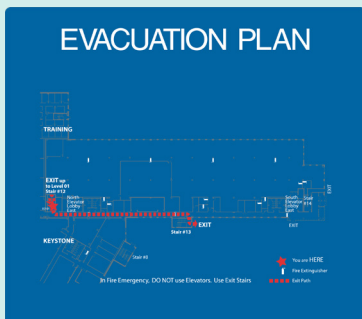 EVACUATION PLAN
TRAINING
EXIT up
to Level 01
Stair #12
North
Elevator
Lobby
East
South
Elevator
Lobby
East
Stair
#14
EXIT
EXIT
EXIT
Stair #13
KEYSTONE
You are HERE
Fire Extinguisher
Exit Path
In Fire Emergency, DO NOT use Elevators. Use Exit Stairs